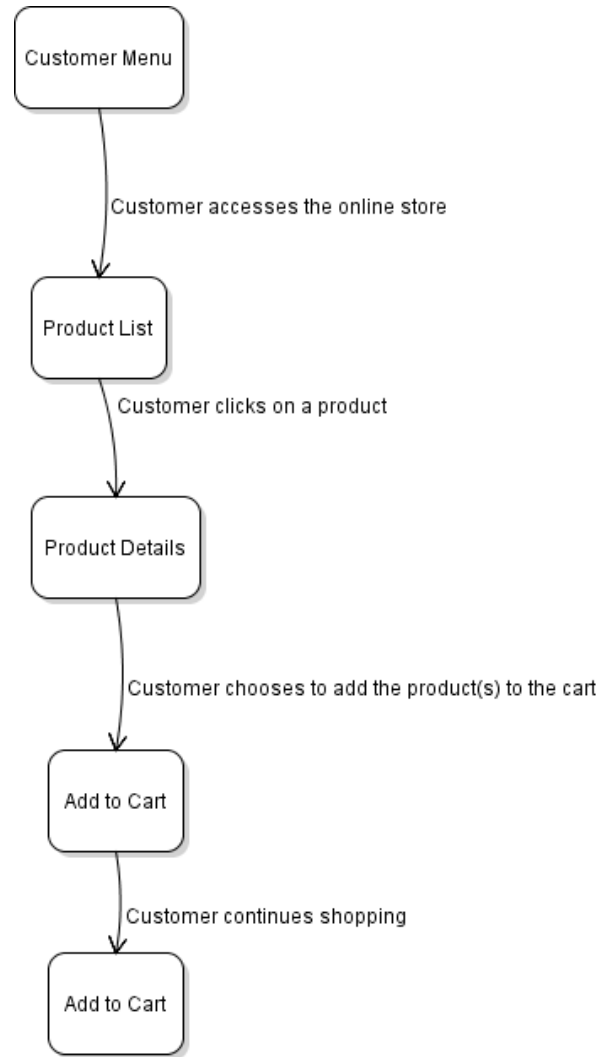 Customer Menu
Customer accesses the online store
Product List
Customer clicks on a product
Product Details
Customer chooses to add the product(s) to the cart
Add to Cart
Customer continues shopping
Add to Cart